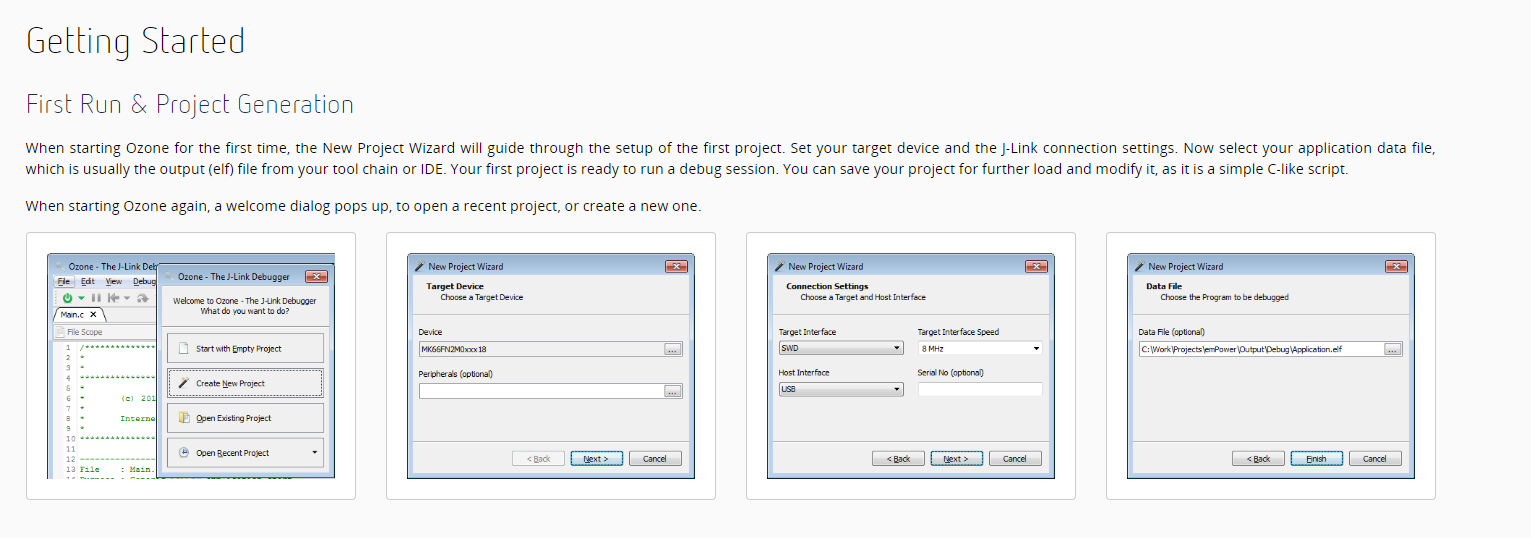 Getting Started
First Run & Project Generation
When starting Ozone for the first time, the New Project Wizard will guide through the setup of the first project. Set your target device and the J-Link connection settings. Now select your application data file,
which is usually the output (elf) file from your tool chain or IDE. Your first project is ready to run a debug session. You can save your project for further load and modify it, as it is a simple C-like script.
When starting Ozone again, a welcome dialog pops up, to open a recent project, or create a new one.
Ozone - The J-Link Deb
File Edit View Debug
Main.c X
File Scope
1 /***************
2 *
3 *
4 ****************
5 *
6 * (c) 201
7 *
8 * Interne
9 *
10 ****************
11
12 ----------------
13 File : Main.
Ozone - The J-Link Debugger
Welcome to Ozone - The J-Link Debugger
What do you want to do?
Start with Empty Project
Create New Project
Open Existing Project
Open Recent Project
New Project Wizard
Target Device
Choose a Target Device
Device
MK66FN2M0xxx18
...
Peripherals (optional)
...
< Back Next > Cancel
New Project Wizard
Connection Settings
Choose a Target and Host Interface
Target Interface Target Interface Speed
SWD 8 MHz
Host Interface Serial No (optional)
USB
< Back Next > Cancel
New Project Wizard
Data File
Choose the Program to be debugged
Data File (optional)
C:\Work\Projects\emPower\Output\Debug\Application.elf ...
< Back Finish Cancel